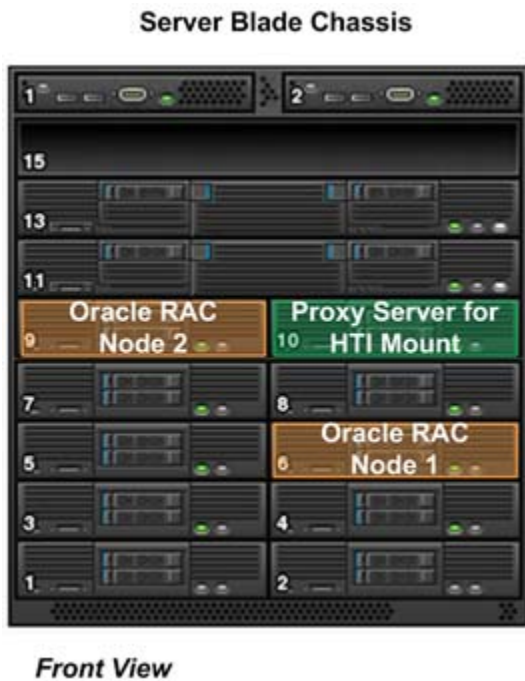 Server Blade Chassis
1 2
15
13
11
Oracle RAC
Node 2
9
Proxy Server for
HTI Mount
10
7 8
5
Oracle RAC
Node 1
6
3 4
1 2
Front View